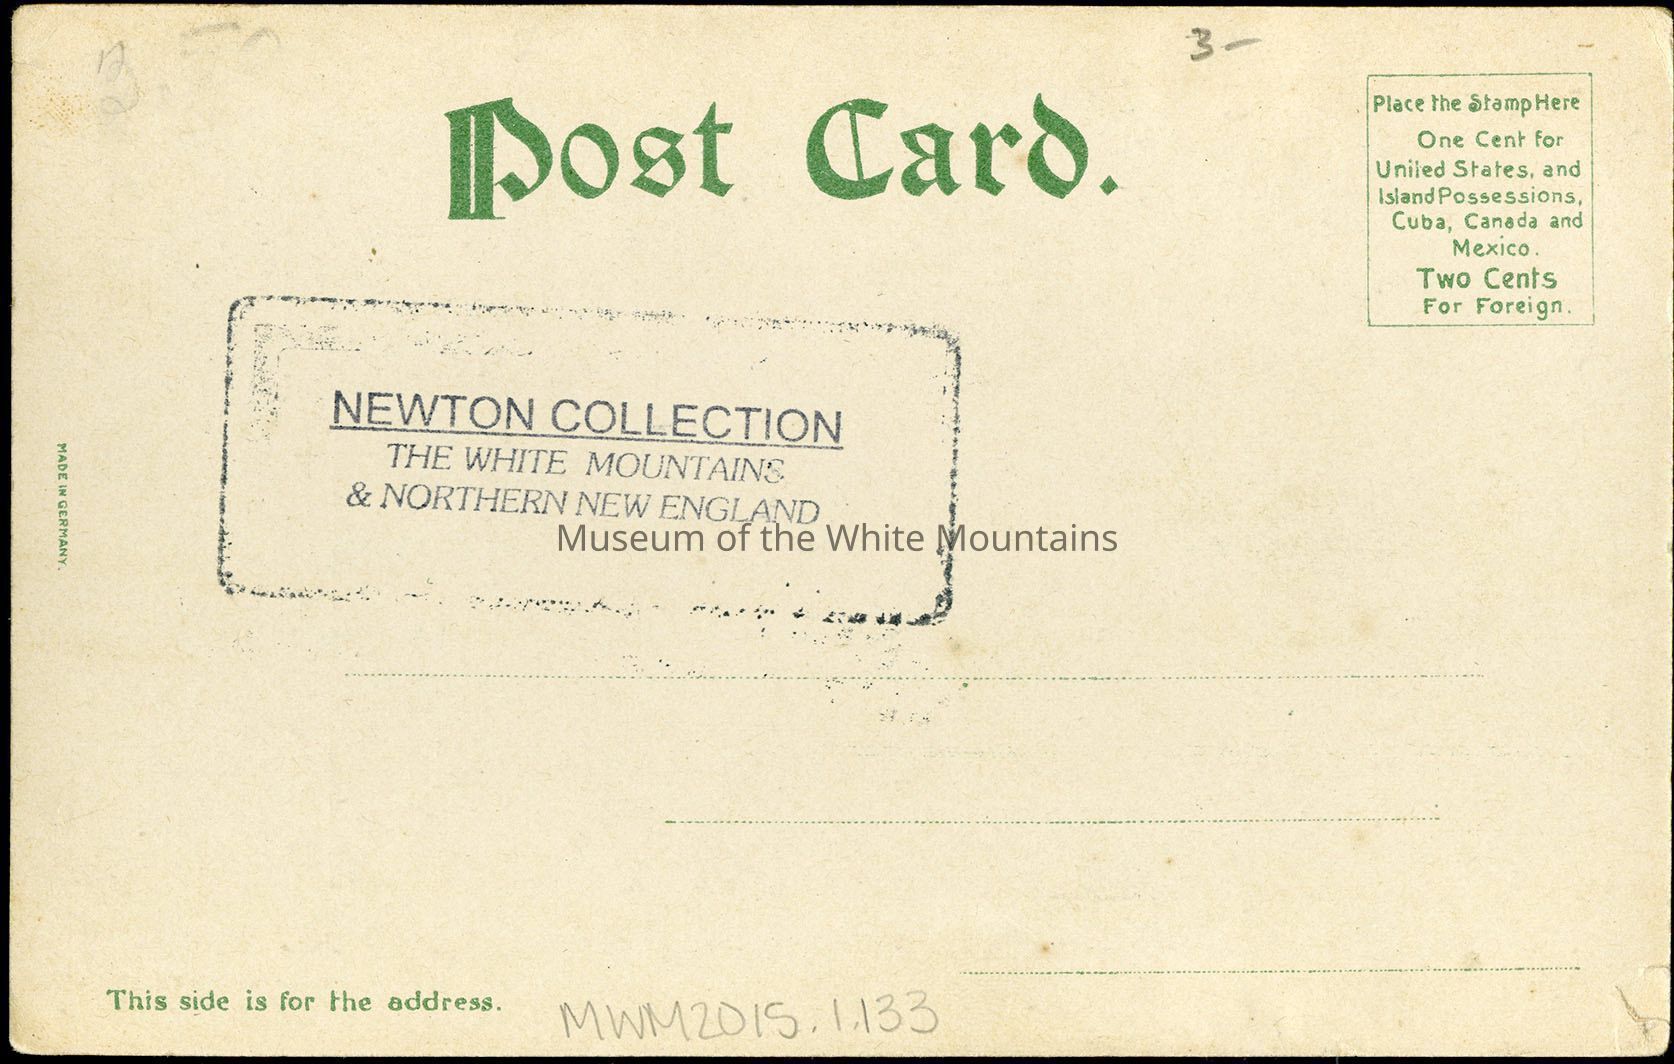 3-
Post Card.
Place the Stamp Here
One Cent for
United States, and
Island Possessions,
Cuba, Canada and
Mexico.
Two Cents
For Foreign.
NEWTON COLLECTION
THE WHITE MOUNTAINS
& NORTHERN NEW ENGLAND
Museum of the White Mountains
MADE IN GERMANY.
This side is for the address.
MWM2015.1.133